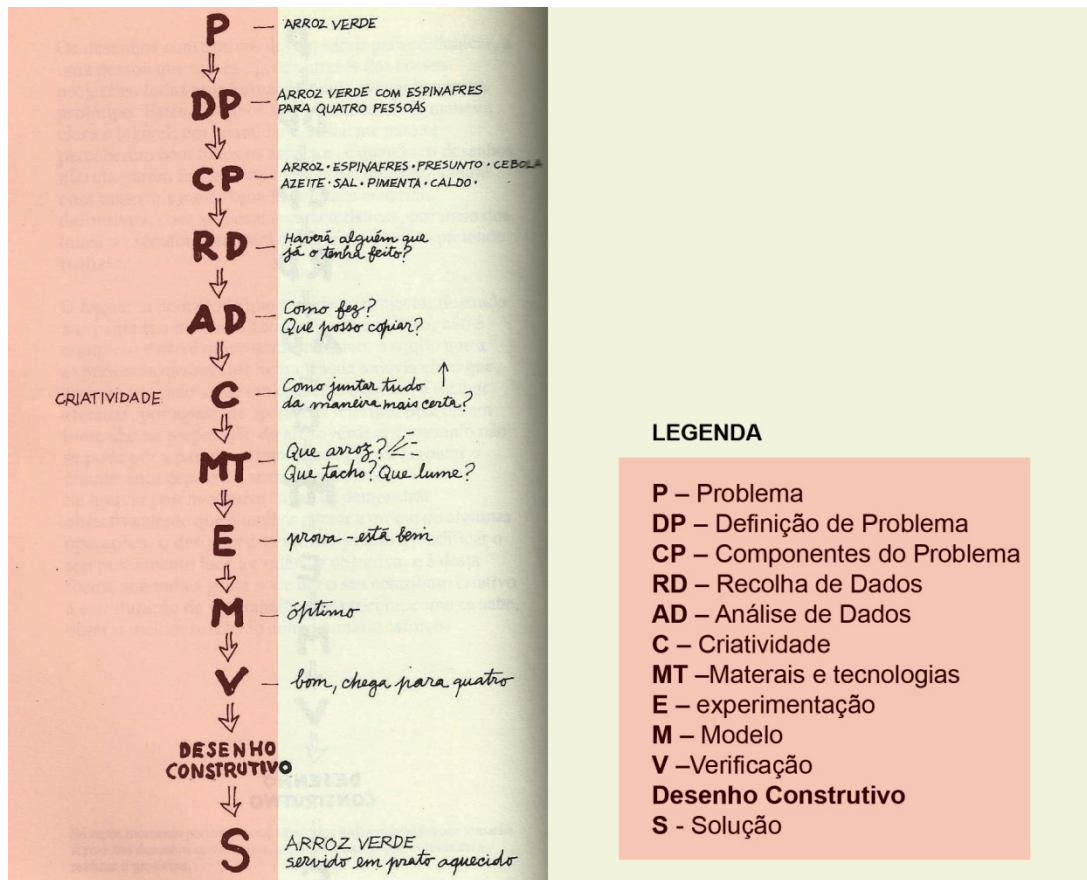 P – ARROZ VERDE
DP – ARROZ VERDE COM ESPINAFRES
PARA QUATRO PESSOAS
CP – ARROZ · ESPINAFRES · PRESUNTO · CEBOLA
AZEITE · SAL · PIMENTA · CALDO ·
RD – Haverá alguém que
já o tenha feito?
AD – Como fez?
Que posso copiar?
CRIATIVIDADE C – Como juntar tudo
da maneira mais certa?
MT – Que arroz?
Que tacho? Que lume?
E – prova – está bem
M – óptimo
V – bom, chega para quatro
DESENHO
CONSTRUTIVO
S ARROZ VERDE
servido em prato aquecido
LEGENDA
P – Problema
DP – Definição de Problema
CP – Componentes do Problema
RD – Recolha de Dados
AD – Análise de Dados
C – Criatividade
MT –Materiais e tecnologias
E – experimentação
M – Modelo
V –Verificação
Desenho Construtivo
S - Solução